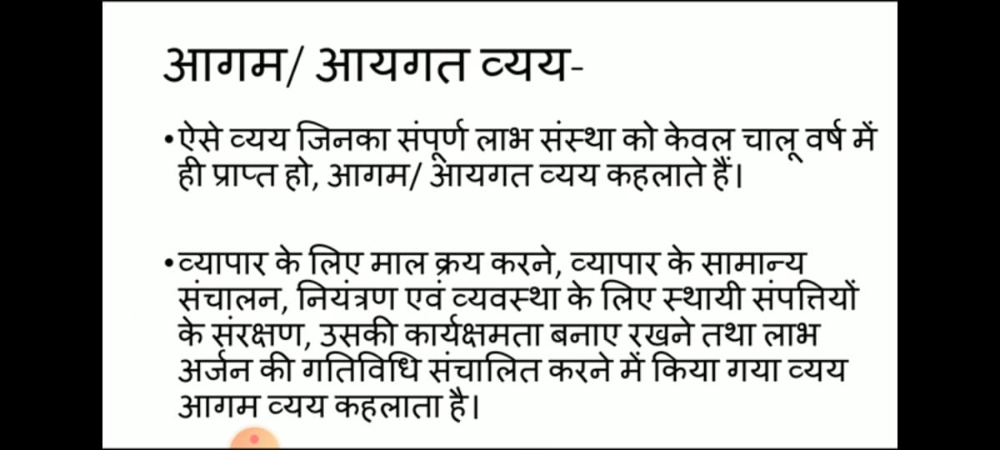 आगम/ आयगत व्यय-
•ऐसे व्यय जिनका संपूर्ण लाभ संस्था को केवल चालू वर्ष में
ही प्राप्त हो, आगम/ आयगत व्यय कहलाते हैं।
•व्यापार के लिए माल क्रय करने, व्यापार के सामान्य
संचालन, नियंत्रण एवं व्यवस्था के लिए स्थायी संपत्तियों
के संरक्षण, उसकी कार्यक्षमता बनाए रखने तथा लाभ
अर्जन की गतिविधि संचालित करने में किया गया व्यय
आगम व्यय कहलाता है।